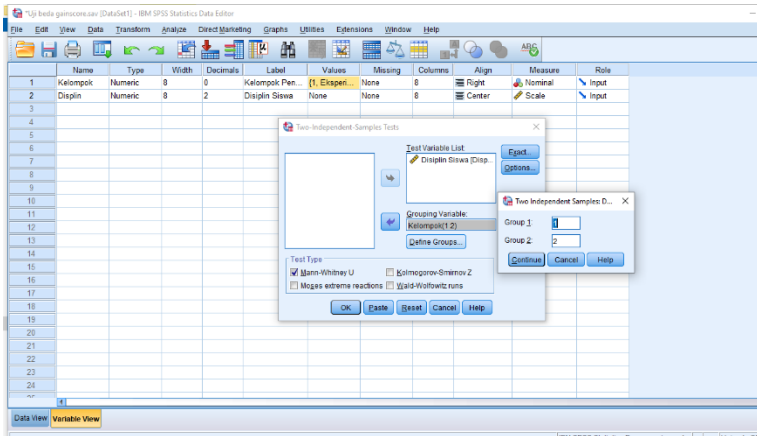 *Uji beda gainscore.sav [DataSet1] - IBM SPSS Statistics Data Editor
File Edit View Data Transform Analyze Direct Marketing Graphs Utilities Extensions Window Help
Name Type Width Decimals Label Values Missing Columns Align Measure Role
1 Kelompok Numeric 8 0 Kelompok Pen... {1, Eksperi... None 8 Right Nominal Input
2 Displin Numeric 8 2 Disiplin Siswa None None 8 Center Scale Input
3
4
5
6
7
8
9
10
11
12
13
14
15
16
17
18
19
20
21
22
23
24
Two-Independent-Samples Tests
Test Variable List:
Disiplin Siswa [Disp...
Exact...
Options...
Grouping Variable:
Kelompok(1 2)
Define Groups...
Test Type
Mann-Whitney U Kolmogorov-Smirnov Z
Moses extreme reactions Wald-Wolfowitz runs
OK Paste Reset Cancel Help
Two Independent Samples: D...
Group 1: 1
Group 2: 2
Continue Cancel Help
Data View Variable View